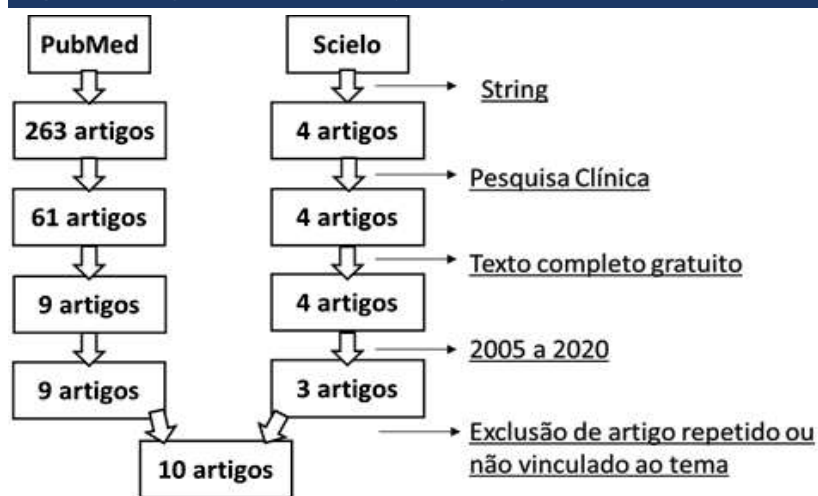 PubMed
Scielo
String
263 artigos
4 artigos
Pesquisa Clínica
61 artigos
4 artigos
Texto completo gratuito
9 artigos
4 artigos
2005 a 2020
9 artigos
3 artigos
Exclusão de artigo repetido ou
não vinculado ao tema
10 artigos